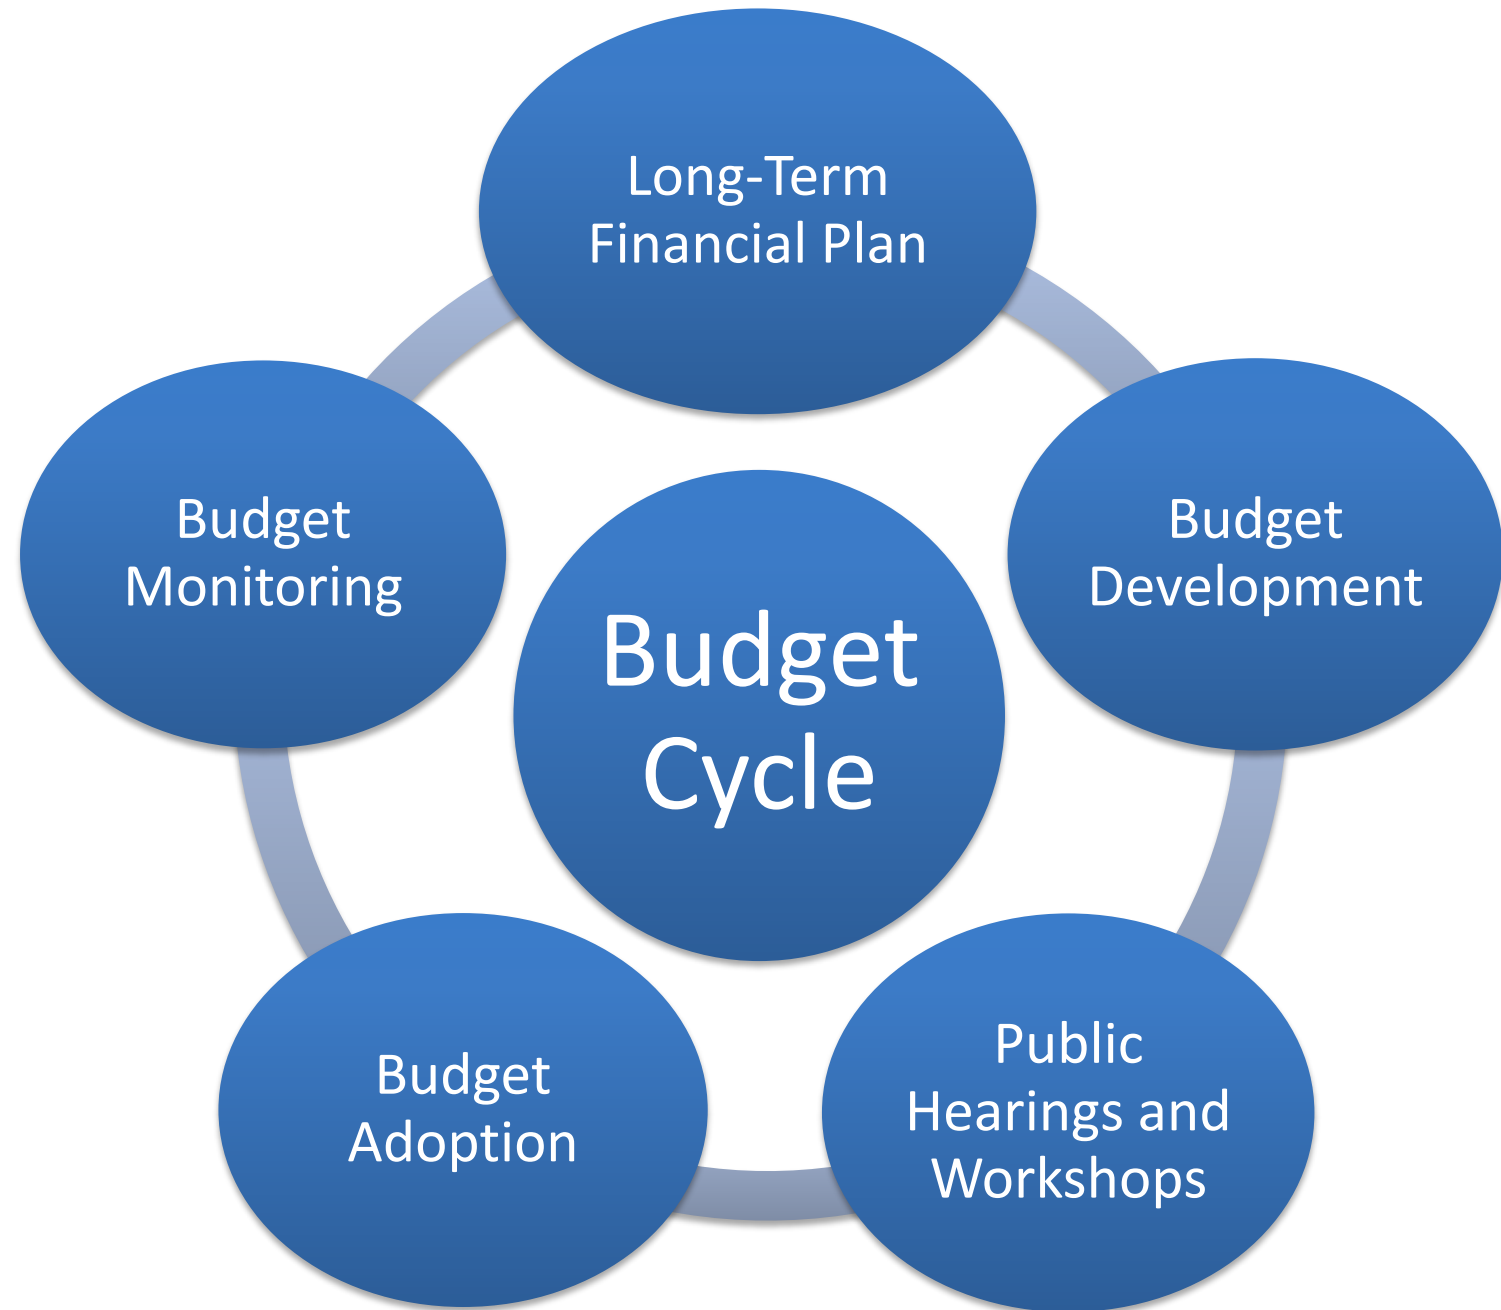 Long-Term
Financial Plan
Budget
Development
Public
Hearings and
Workshops
Budget
Adoption
Budget
Monitoring
Budget
Cycle